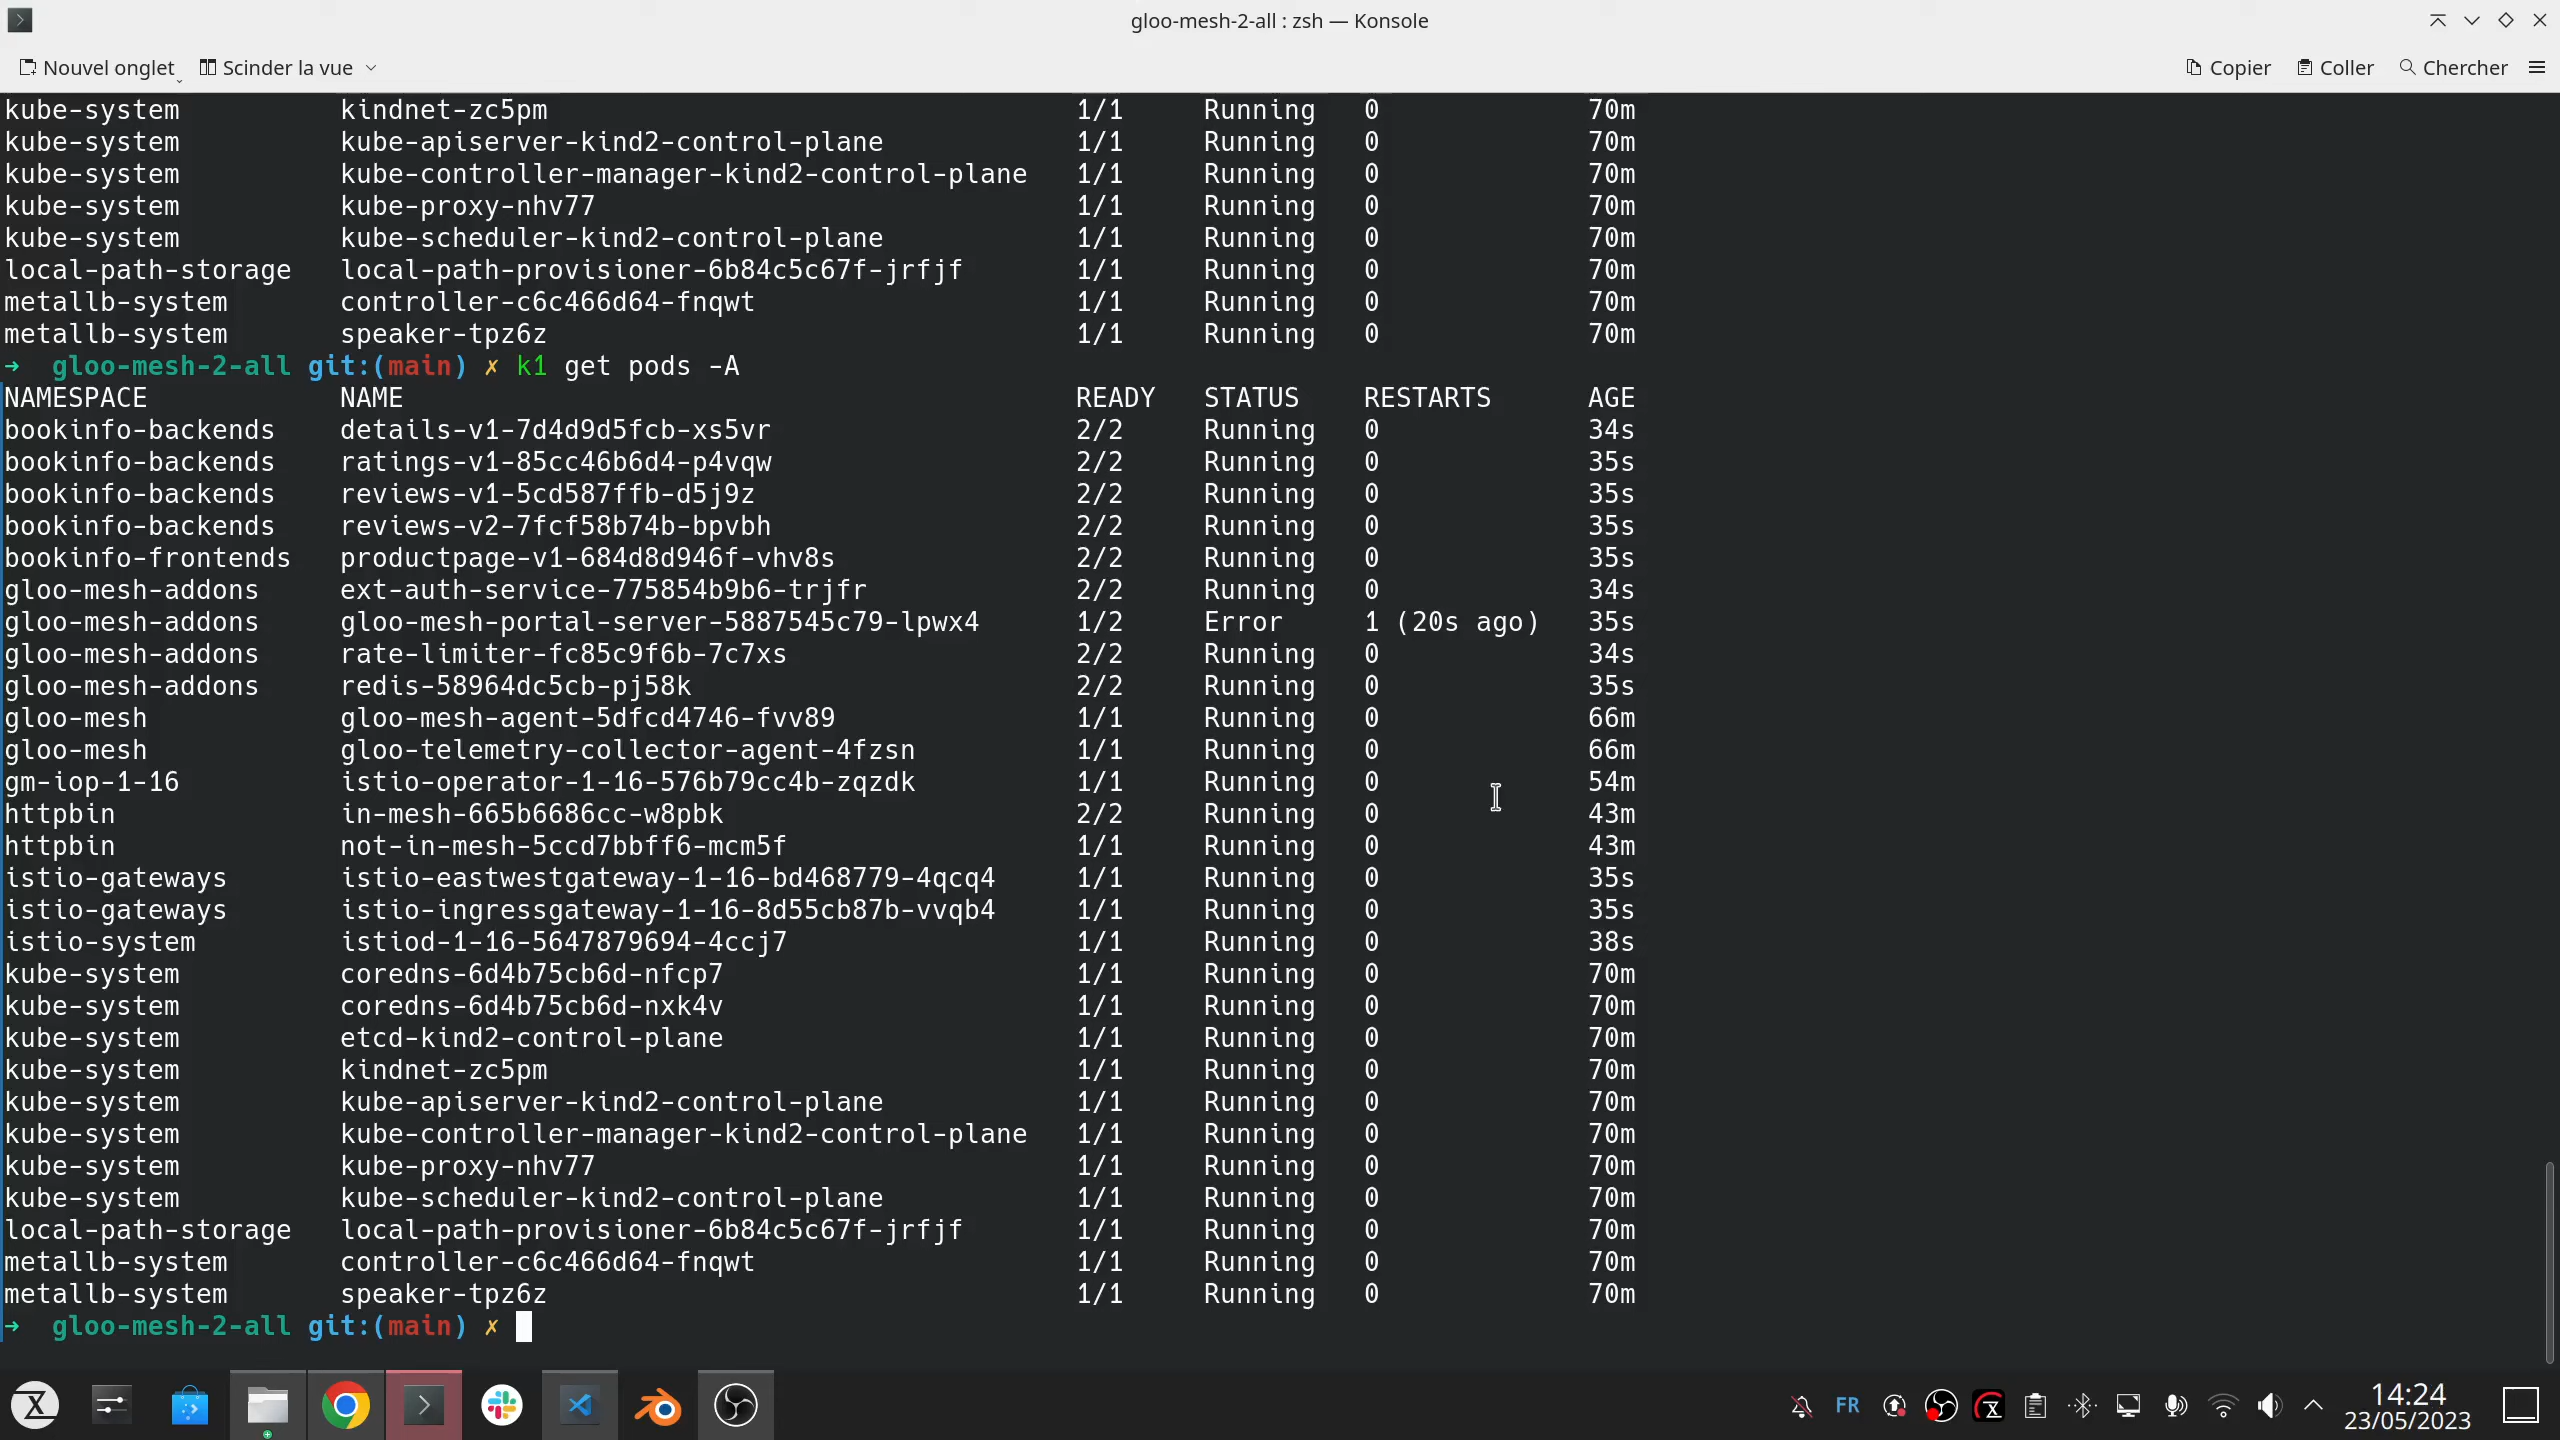 gloo-mesh-2-all : zsh — Konsole
Nouvel onglet Scinder la vue Copier Coller Chercher
kube-system kindnet-zc5pm 1/1 Running 0 70m
kube-system kube-apiserver-kind2-control-plane 1/1 Running 0 70m
kube-system kube-controller-manager-kind2-control-plane 1/1 Running 0 70m
kube-system kube-proxy-nhv77 1/1 Running 0 70m
kube-system kube-scheduler-kind2-control-plane 1/1 Running 0 70m
local-path-storage local-path-provisioner-6b84c5c67f-jrfjf 1/1 Running 0 70m
metallb-system controller-c6c466d64-fnqwt 1/1 Running 0 70m
metallb-system speaker-tpz6z 1/1 Running 0 70m
→ gloo-mesh-2-all git:(main) ✗ k1 get pods -A
NAMESPACE NAME READY STATUS RESTARTS AGE
bookinfo-backends details-v1-7d4d9d5fcb-xs5vr 2/2 Running 0 34s
bookinfo-backends ratings-v1-85cc46b6d4-p4vqw 2/2 Running 0 35s
bookinfo-backends reviews-v1-5cd587ffb-d5j9z 2/2 Running 0 35s
bookinfo-backends reviews-v2-7fcf58b74b-bpvbh 2/2 Running 0 35s
bookinfo-frontends productpage-v1-684d8d946f-vhv8s 2/2 Running 0 35s
gloo-mesh-addons ext-auth-service-775854b9b6-trjfr 2/2 Running 0 34s
gloo-mesh-addons gloo-mesh-portal-server-5887545c79-lpwx4 1/2 Error 1 (20s ago) 35s
gloo-mesh-addons rate-limiter-fc85c9f6b-7c7xs 2/2 Running 0 34s
gloo-mesh-addons redis-58964dc5cb-pj58k 2/2 Running 0 35s
gloo-mesh gloo-mesh-agent-5dfcd4746-fvv89 1/1 Running 0 66m
gloo-mesh gloo-telemetry-collector-agent-4fzsn 1/1 Running 0 66m
gm-iop-1-16 istio-operator-1-16-576b79cc4b-zqzdk 1/1 Running 0 54m
httpbin in-mesh-665b6686cc-w8pbk 2/2 Running 0 43m
httpbin not-in-mesh-5ccd7bbff6-mcm5f 1/1 Running 0 43m
istio-gateways istio-eastwestgateway-1-16-bd468779-4qcq4 1/1 Running 0 35s
istio-gateways istio-ingressgateway-1-16-8d55cb87b-vvqb4 1/1 Running 0 35s
istio-system istiod-1-16-5647879694-4ccj7 1/1 Running 0 38s
kube-system coredns-6d4b75cb6d-nfcp7 1/1 Running 0 70m
kube-system coredns-6d4b75cb6d-nxk4v 1/1 Running 0 70m
kube-system etcd-kind2-control-plane 1/1 Running 0 70m
kube-system kindnet-zc5pm 1/1 Running 0 70m
kube-system kube-apiserver-kind2-control-plane 1/1 Running 0 70m
kube-system kube-controller-manager-kind2-control-plane 1/1 Running 0 70m
kube-system kube-proxy-nhv77 1/1 Running 0 70m
kube-system kube-scheduler-kind2-control-plane 1/1 Running 0 70m
local-path-storage local-path-provisioner-6b84c5c67f-jrfjf 1/1 Running 0 70m
metallb-system controller-c6c466d64-fnqwt 1/1 Running 0 70m
metallb-system speaker-tpz6z 1/1 Running 0 70m
→ gloo-mesh-2-all git:(main) ✗
FR 14:24
23/05/2023